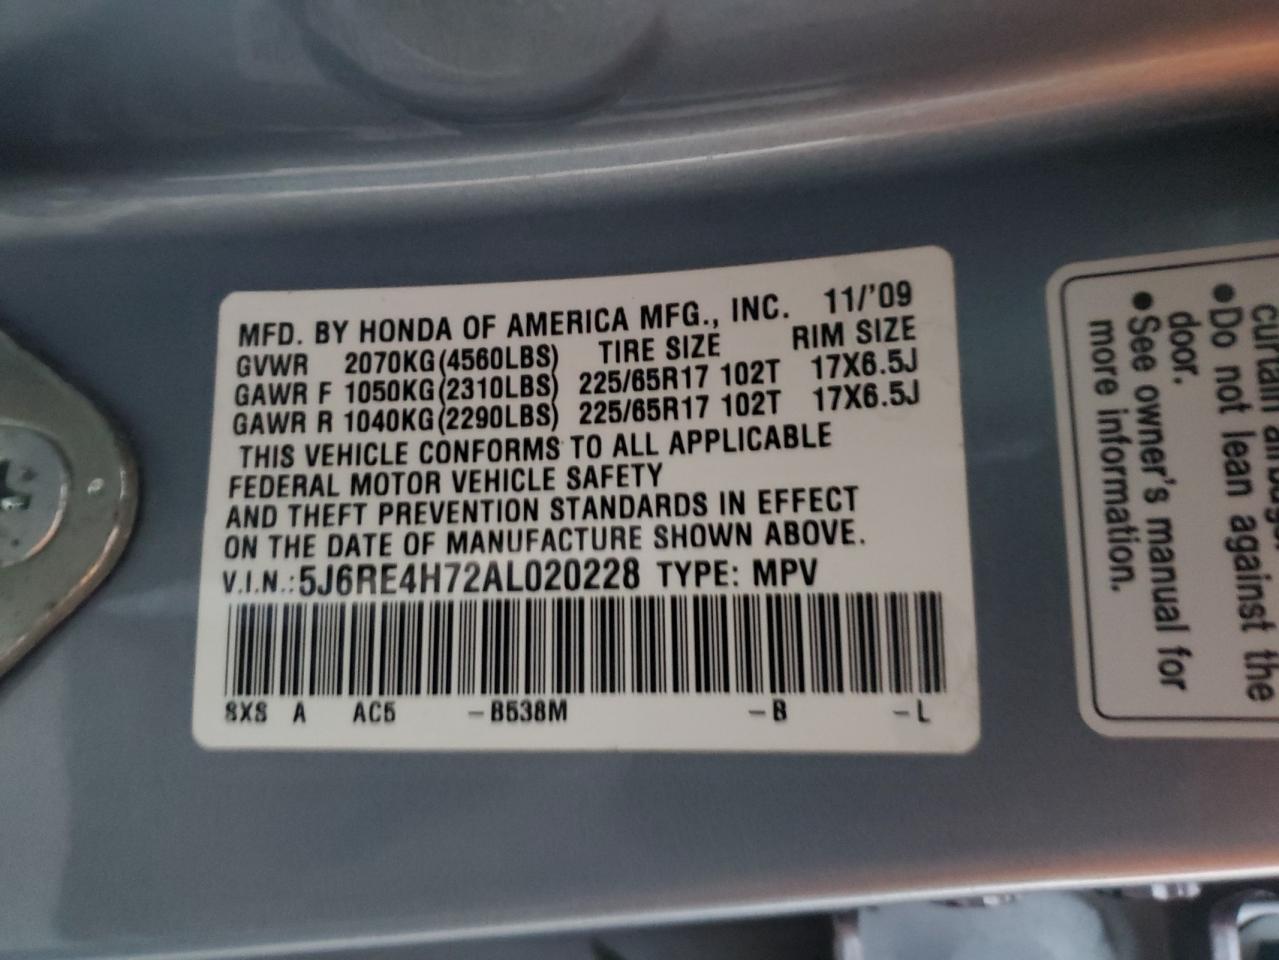 MFD. BY HONDA OF AMERICA MFG., INC. 11/'09
GVWR 2070KG(4560LBS) TIRE SIZE RIM SIZE
GAWR F 1050KG(2310LBS) 225/65R17 102T 17X6.5J
GAWR R 1040KG(2290LBS) 225/65R17 102T 17X6.5J
THIS VEHICLE CONFORMS TO ALL APPLICABLE
FEDERAL MOTOR VEHICLE SAFETY
AND THEFT PREVENTION STANDARDS IN EFFECT
ON THE DATE OF MANUFACTURE SHOWN ABOVE.
V.I.N.:5J6RE4H72AL020228 TYPE: MPV
SXS A AC5 -B538M -B -L
curtain
•Do not lean against the
door.
•See owner's manual for
more information.